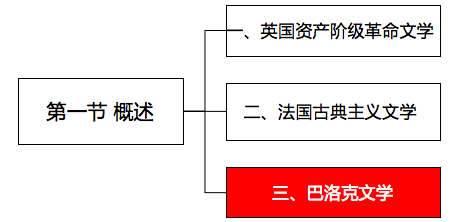 第一节 概述
一、英国资产阶级革命文学
二、法国古典主义文学
三、巴洛克文学